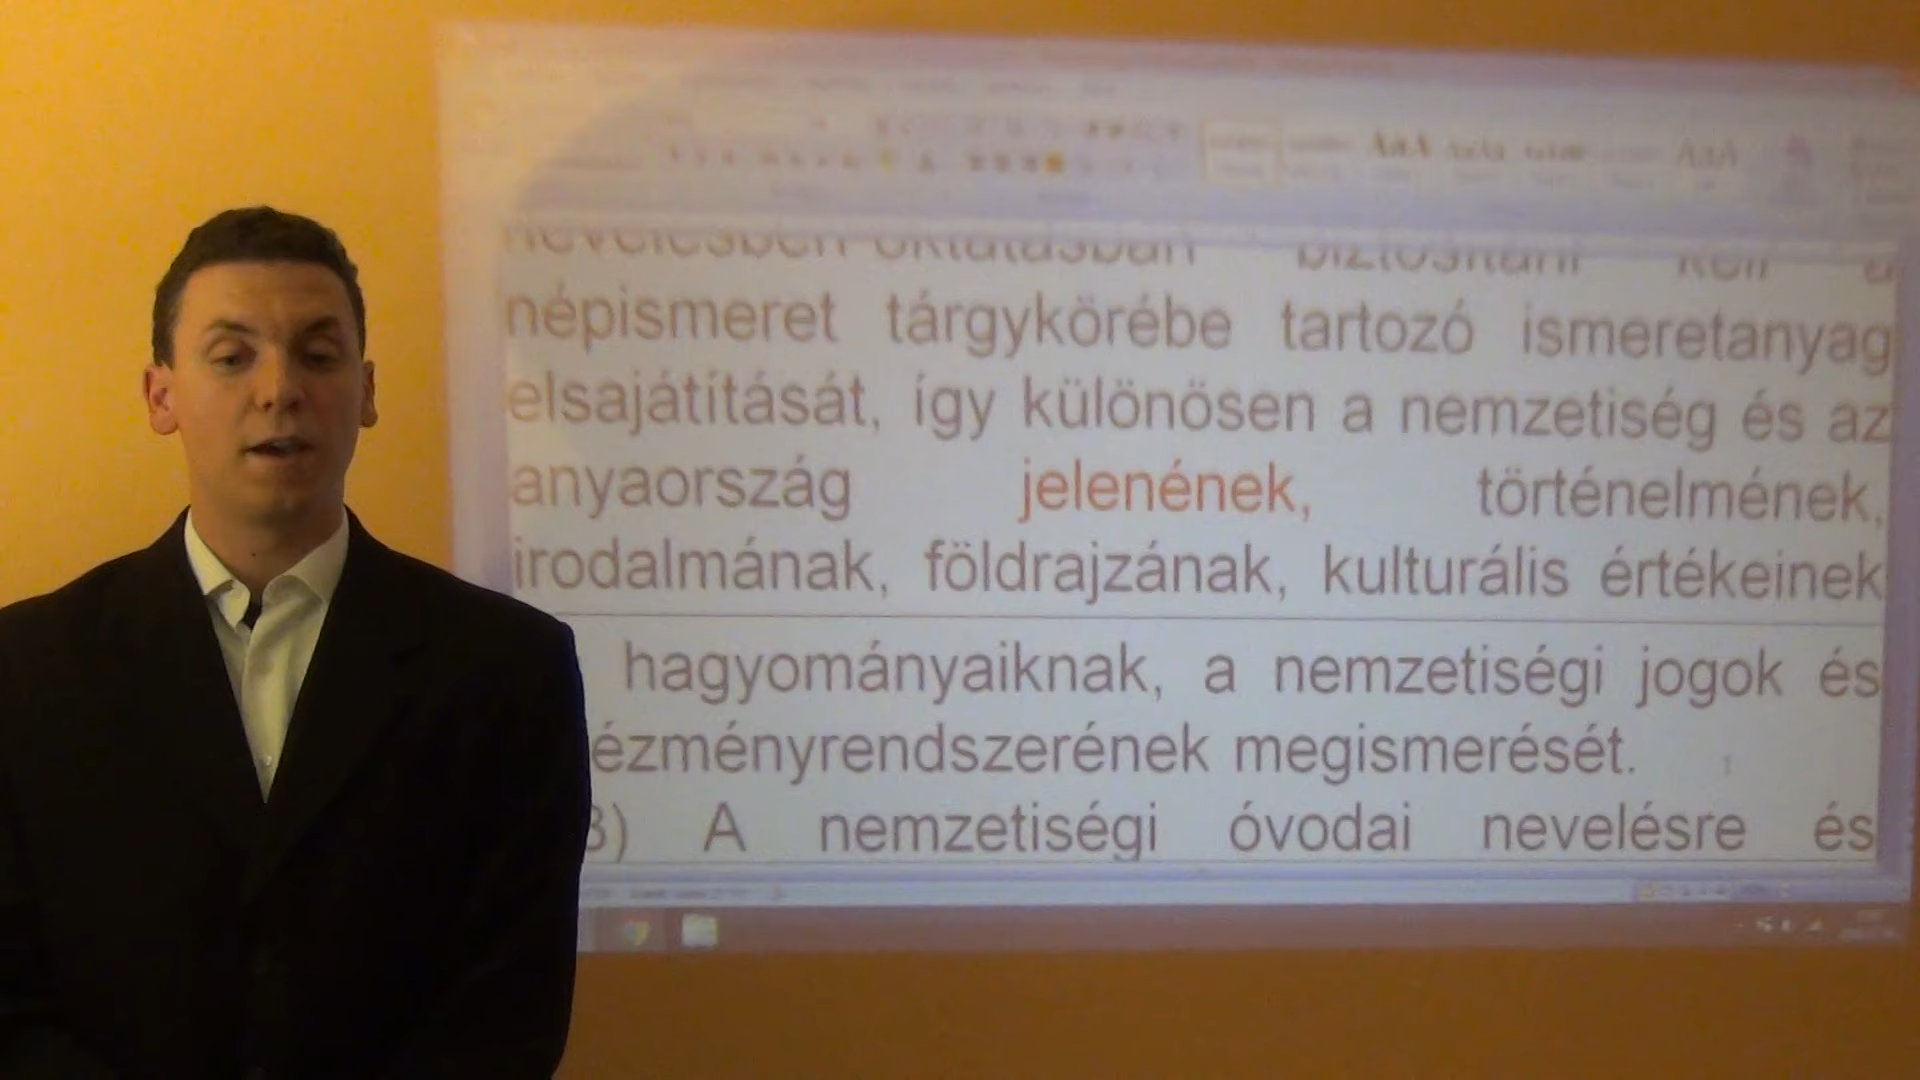 nevelésben-oktatásban biztosítani kell a
népismeret tárgykörébe tartozó ismeretanyag
elsajátítását, így különösen a nemzetiség és az
anyaország jelenének, történelmének,
irodalmának, földrajzának, kulturális értékeinek
hagyományaiknak, a nemzetiségi jogok és
ézményrendszerének megismerését.
3) A nemzetiségi óvodai nevelésre és